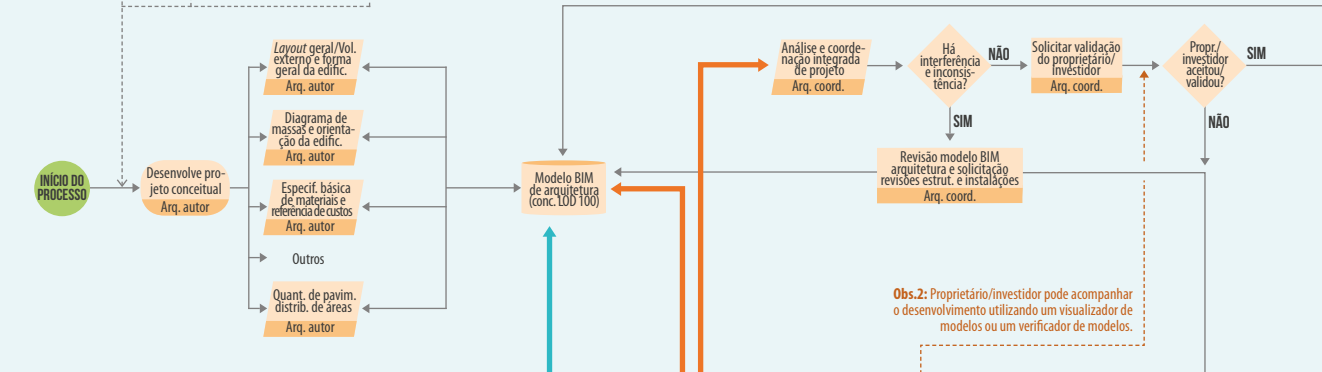 INÍCIO DO
PROCESSO
Desenvolve pro-
jeto conceitual
Arq. autor
Layout geral/Vol.
externo e forma
geral da edific.
Arq. autor
Diagrama de
massas e orienta-
ção da edific.
Arq. autor
Especif. básica
de materiais e
referência de custos
Arq. autor
Outros
Quant. de pavim.
distrib. de áreas
Arq. autor
Modelo BIM
de arquitetura
(conc. LOD 100)
Análise e coorde-
nação integrada
de projeto
Arq. coord.
Há
interferência
e inconsis-
tência?
NÃO
SIM
Solicitar validação
do proprietário/
investidor
Arq. coord.
Propr./
investidor
aceitou/
validou?
SIM
NÃO
Revisão modelo BIM
arquitetura e solicitação
revisões estrut. e instalações
Arq. coord.
Obs.2: Proprietário/investidor pode acompanhar
o desenvolvimento utilizando um visualizador de
modelos ou um verificador de modelos.